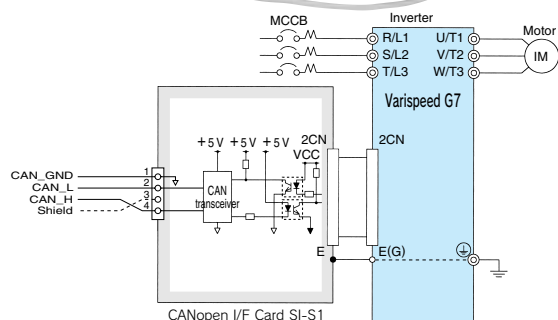 Inverter
MCCB
Motor
R/L1 U/T1
S/L2 V/T2 IM
T/L3 W/T3
Varispeed G7
+5V +5V +5V 2CN 2CN
VCC
CAN_GND 1
CAN_L 2
CAN_H 3
Shield 4
CAN
transceiver
E E(G)
CANopen I/F Card SI-S1